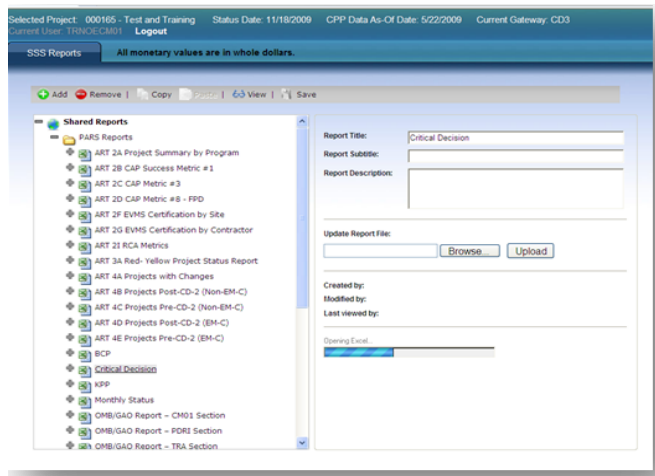 Selected Project: 000165 - Test and Training Status Date: 11/18/2009 CPP Data As-Of Date: 5/22/2009 Current Gateway: CD3
Current User: TRNOECM01 Logout
SSS Reports All monetary values are in whole dollars.
Add Remove | Copy Paste | View | Save
Shared Reports
PARS Reports
ART 2A Project Summary by Program
ART 2B CAP Success Metric #1
ART 2C CAP Metric #3
ART 2D CAP Metric #8 - FPD
ART 2F EVMS Certification by Site
ART 2G EVMS Certification by Contractor
ART 2I RCA Metrics
ART 3A Red- Yellow Project Status Report
ART 4A Projects with Changes
ART 4B Projects Post-CD-2 (Non-EM-C)
ART 4C Projects Pre-CD-2 (Non-EM-C)
ART 4D Projects Post-CD-2 (EM-C)
ART 4E Projects Pre-CD-2 (EM-C)
BCP
Critical Decision
KPP
Monthly Status
OMB/GAO Report – CM01 Section
OMB/GAO Report – PDRI Section
OMB/GAO Report – TRA Section
Report Title: Critical Decision
Report Subtitle:
Report Description:
Update Report File:
Browse... Upload
Created by:
Modified by:
Last viewed by:
Opening Excel...